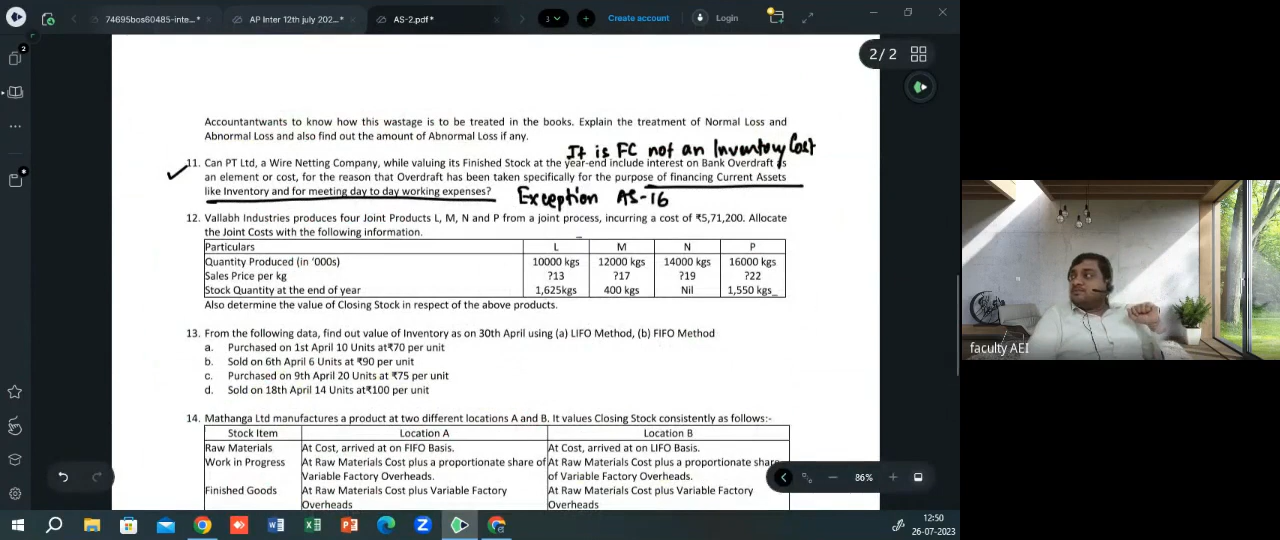 74695bos60485-inte...*
AP Inter 12th july 202...*
AS-2.pdf*
3
Create account
Login
2/2
2
Accountantwants to know how this wastage is to be treated in the books. Explain the treatment of Normal Loss and
Abnormal Loss and also find out the amount of Abnormal Loss if any.
It is FC not an Inventory Cost
11. Can PT Ltd, a Wire Netting Company, while valuing its Finished Stock at the year-end include interest on Bank Overdraft as
an element or cost, for the reason that Overdraft has been taken specifically for the purpose of financing Current Assets
like Inventory and for meeting day to day working expenses?
Exception AS-16
12. Vallabh Industries produces four Joint Products L, M, N and P from a joint process, incurring a cost of ₹5,71,200. Allocate
the Joint Costs with the following information.
Particulars L M N P
Quantity Produced (in ‘000s) 10000 kgs 12000 kgs 14000 kgs 16000 kgs
Sales Price per kg ?13 ?17 ?19 ?22
Stock Quantity at the end of year 1,625kgs 400 kgs Nil 1,550 kgs
Also determine the value of Closing Stock in respect of the above products.
13. From the following data, find out value of Inventory as on 30th April using (a) LIFO Method, (b) FIFO Method
a. Purchased on 1st April 10 Units at₹70 per unit
b. Sold on 6th April 6 Units at ₹90 per unit
c. Purchased on 9th April 20 Units at ₹75 per unit
d. Sold on 18th April 14 Units at₹100 per unit
14. Mathanga Ltd manufactures a product at two different locations A and B. It values Closing Stock consistently as follows:-
Stock Item Location A Location B
Raw Materials At Cost, arrived at on FIFO Basis. At Cost, arrived at on LIFO Basis.
Work in Progress At Raw Materials Cost plus a proportionate share of At Raw Materials Cost plus a proportionate share
Variable Factory Overheads. of Variable Factory Overheads.
Finished Goods At Raw Materials Cost plus Variable Factory At Raw Materials Cost plus Variable Factory
Overheads Overheads
86%
faculty AEI
12:50
26-07-2023